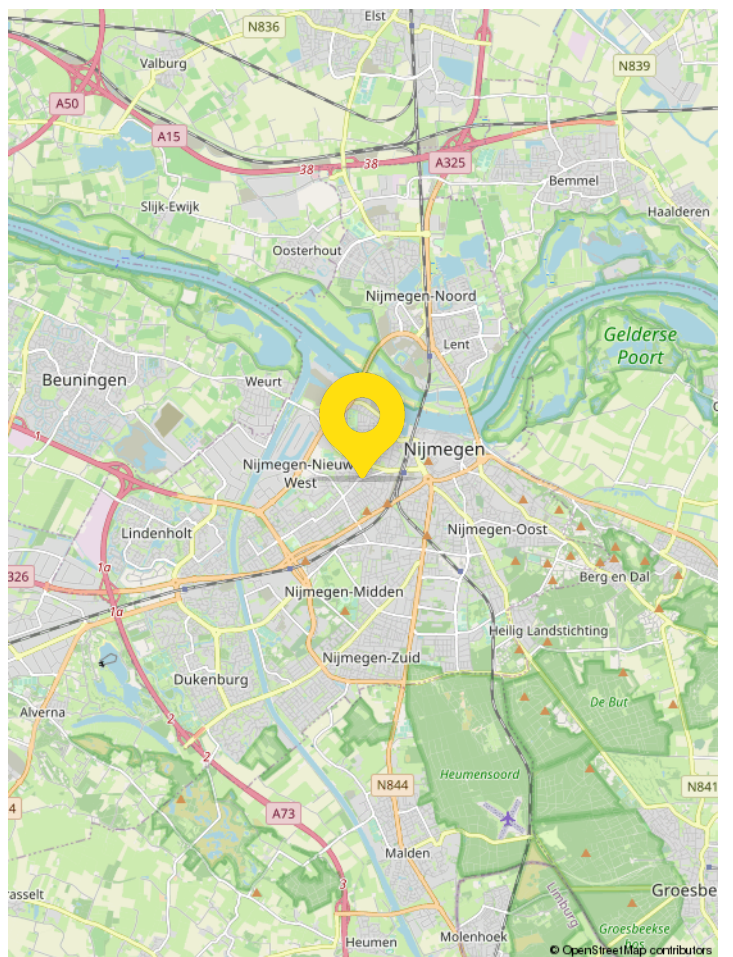 Elst
N836
Valburg
N839
A50
A15
A325
38
38
Bemmel
Slijk-Ewijk
Haalderen
Oosterhout
Nijmegen-Noord
Gelderse
Poort
Lent
Beuningen
Weurt
1
Nijmegen
Nijmegen-Nieuw
West
Lindenholt
Nijmegen-Oost
1a
326
Berg en Dal
Nijmegen-Midden
1a
Heilig Landstichting
Nijmegen-Zuid
Dukenburg
De But
Alverna
2
2
Heumensoord
N844
N841
4
A73
Malden
3
Limburg
Groesbe
asselt
Groesbeekse
bos
Heumen
Molenhoek
© OpenStreetMap contributors